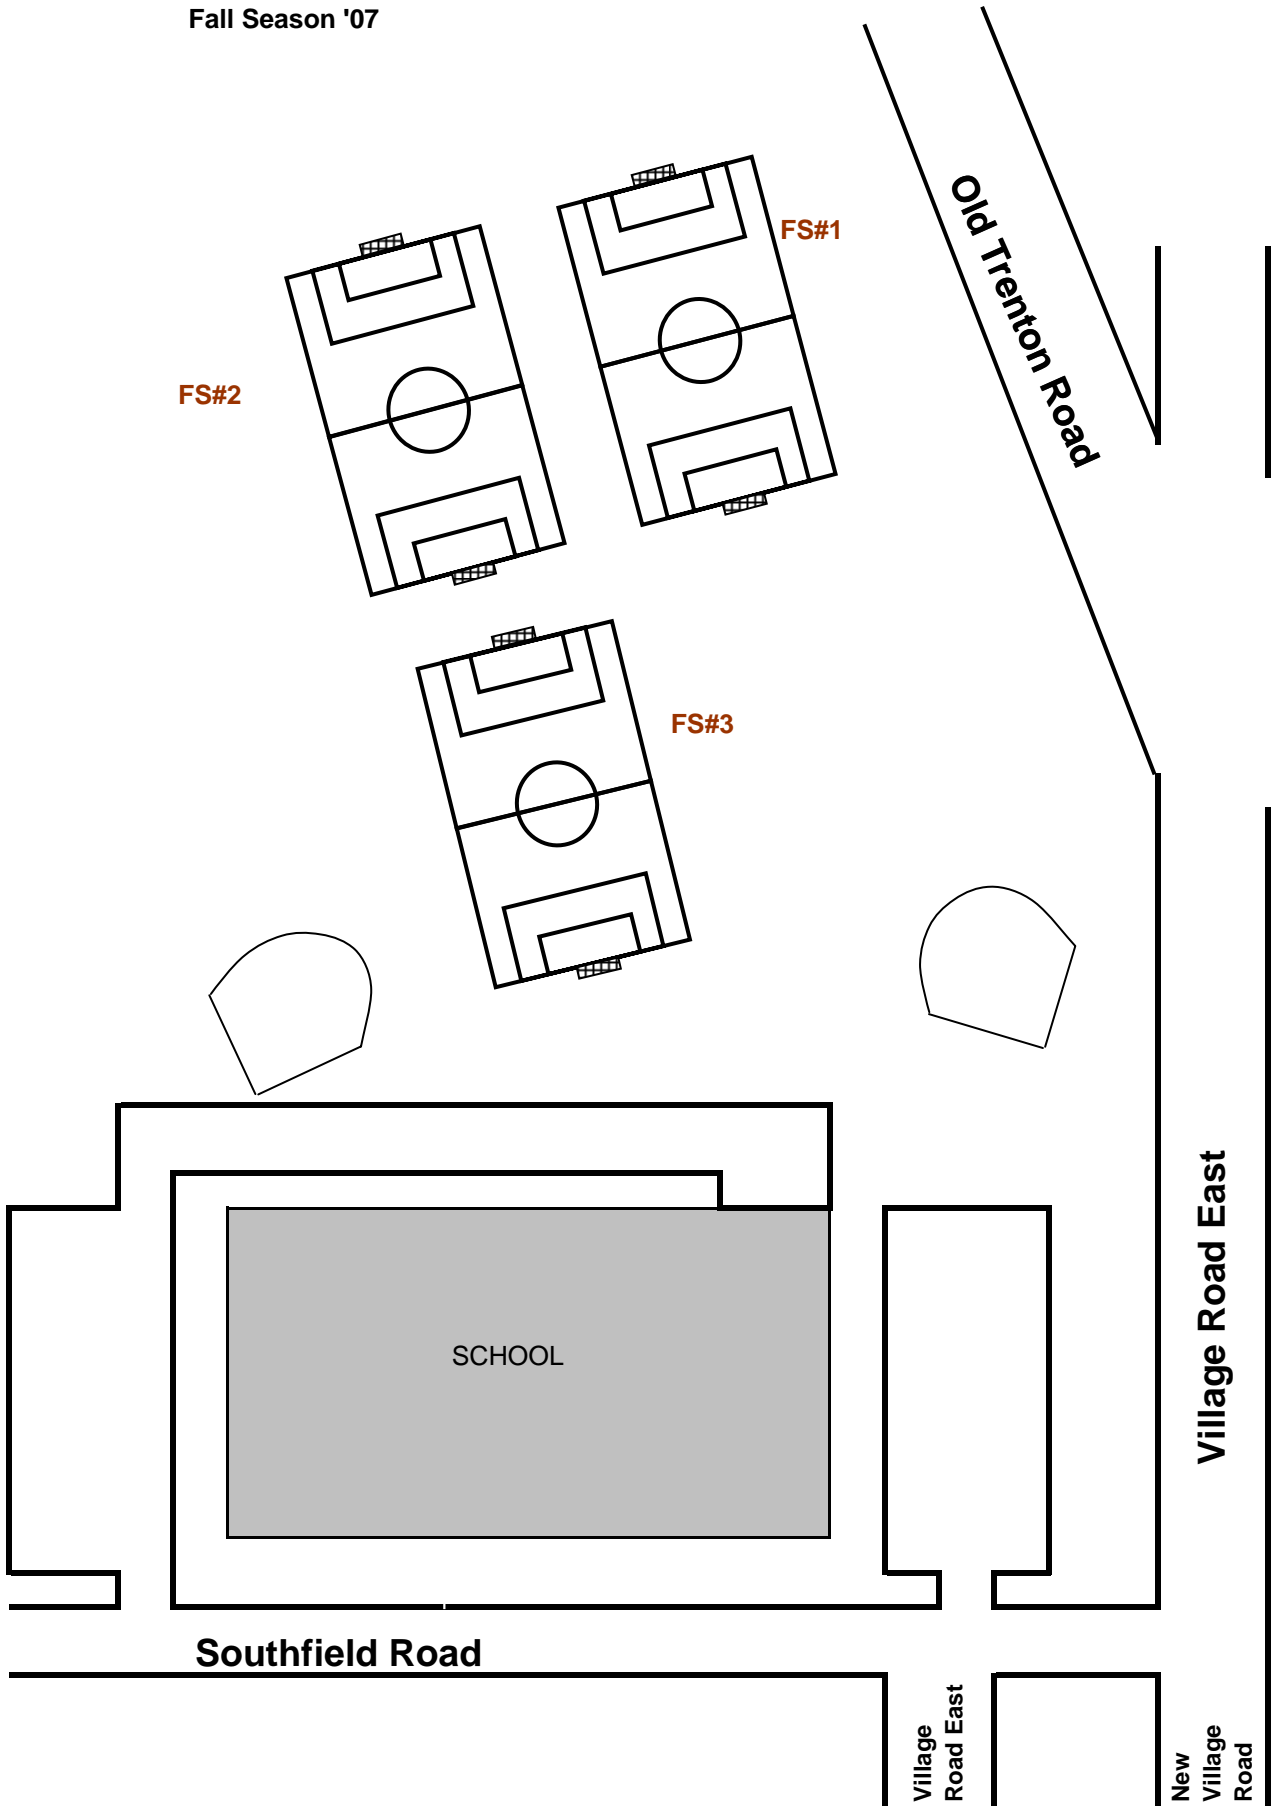 Fall Season '07
Old Trenton Road
FS#1
FS#2
FS#3
Village Road East
SCHOOL
Southfield Road
Village
Road East
New
Village
Road